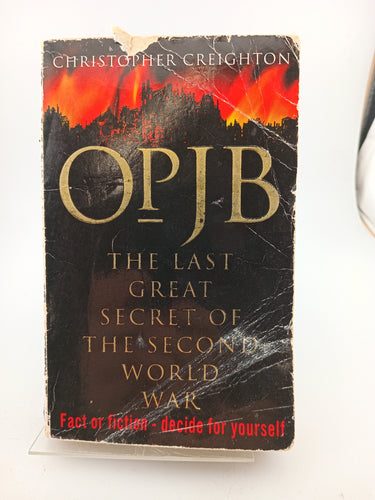 CHRISTOPHER CREIGHTON
OPJB
THE LAST
GREAT
SECRET OF
THE SECOND
WORLD
WAR
Fact or fiction - decide for yourself